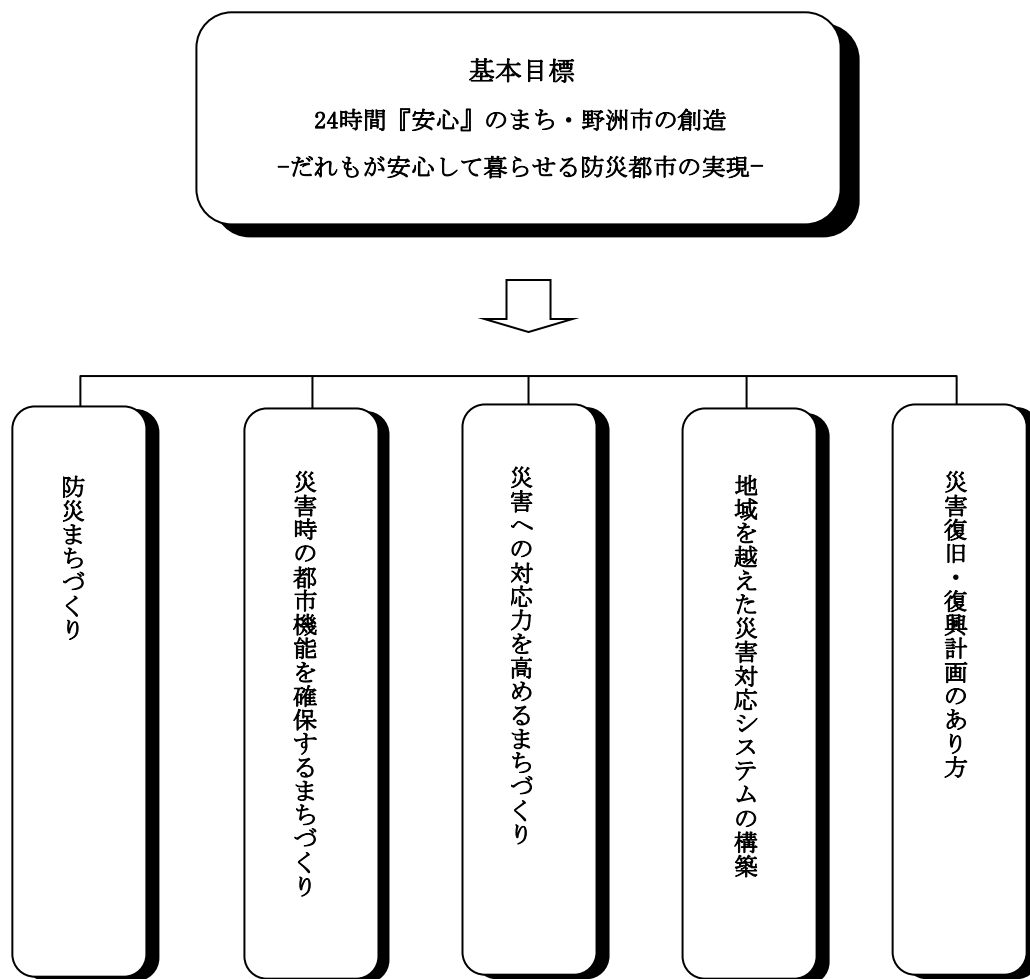 基本目標
24時間『安心』のまち・野洲市の創造
-だれもが安心して暮らせる防災都市の実現-
防災まちづくり
災害時の都市機能を確保するまちづくり
災害への対応力を高めるまちづくり
地域を越えた災害対応システムの構築
災害復旧・復興計画のあり方